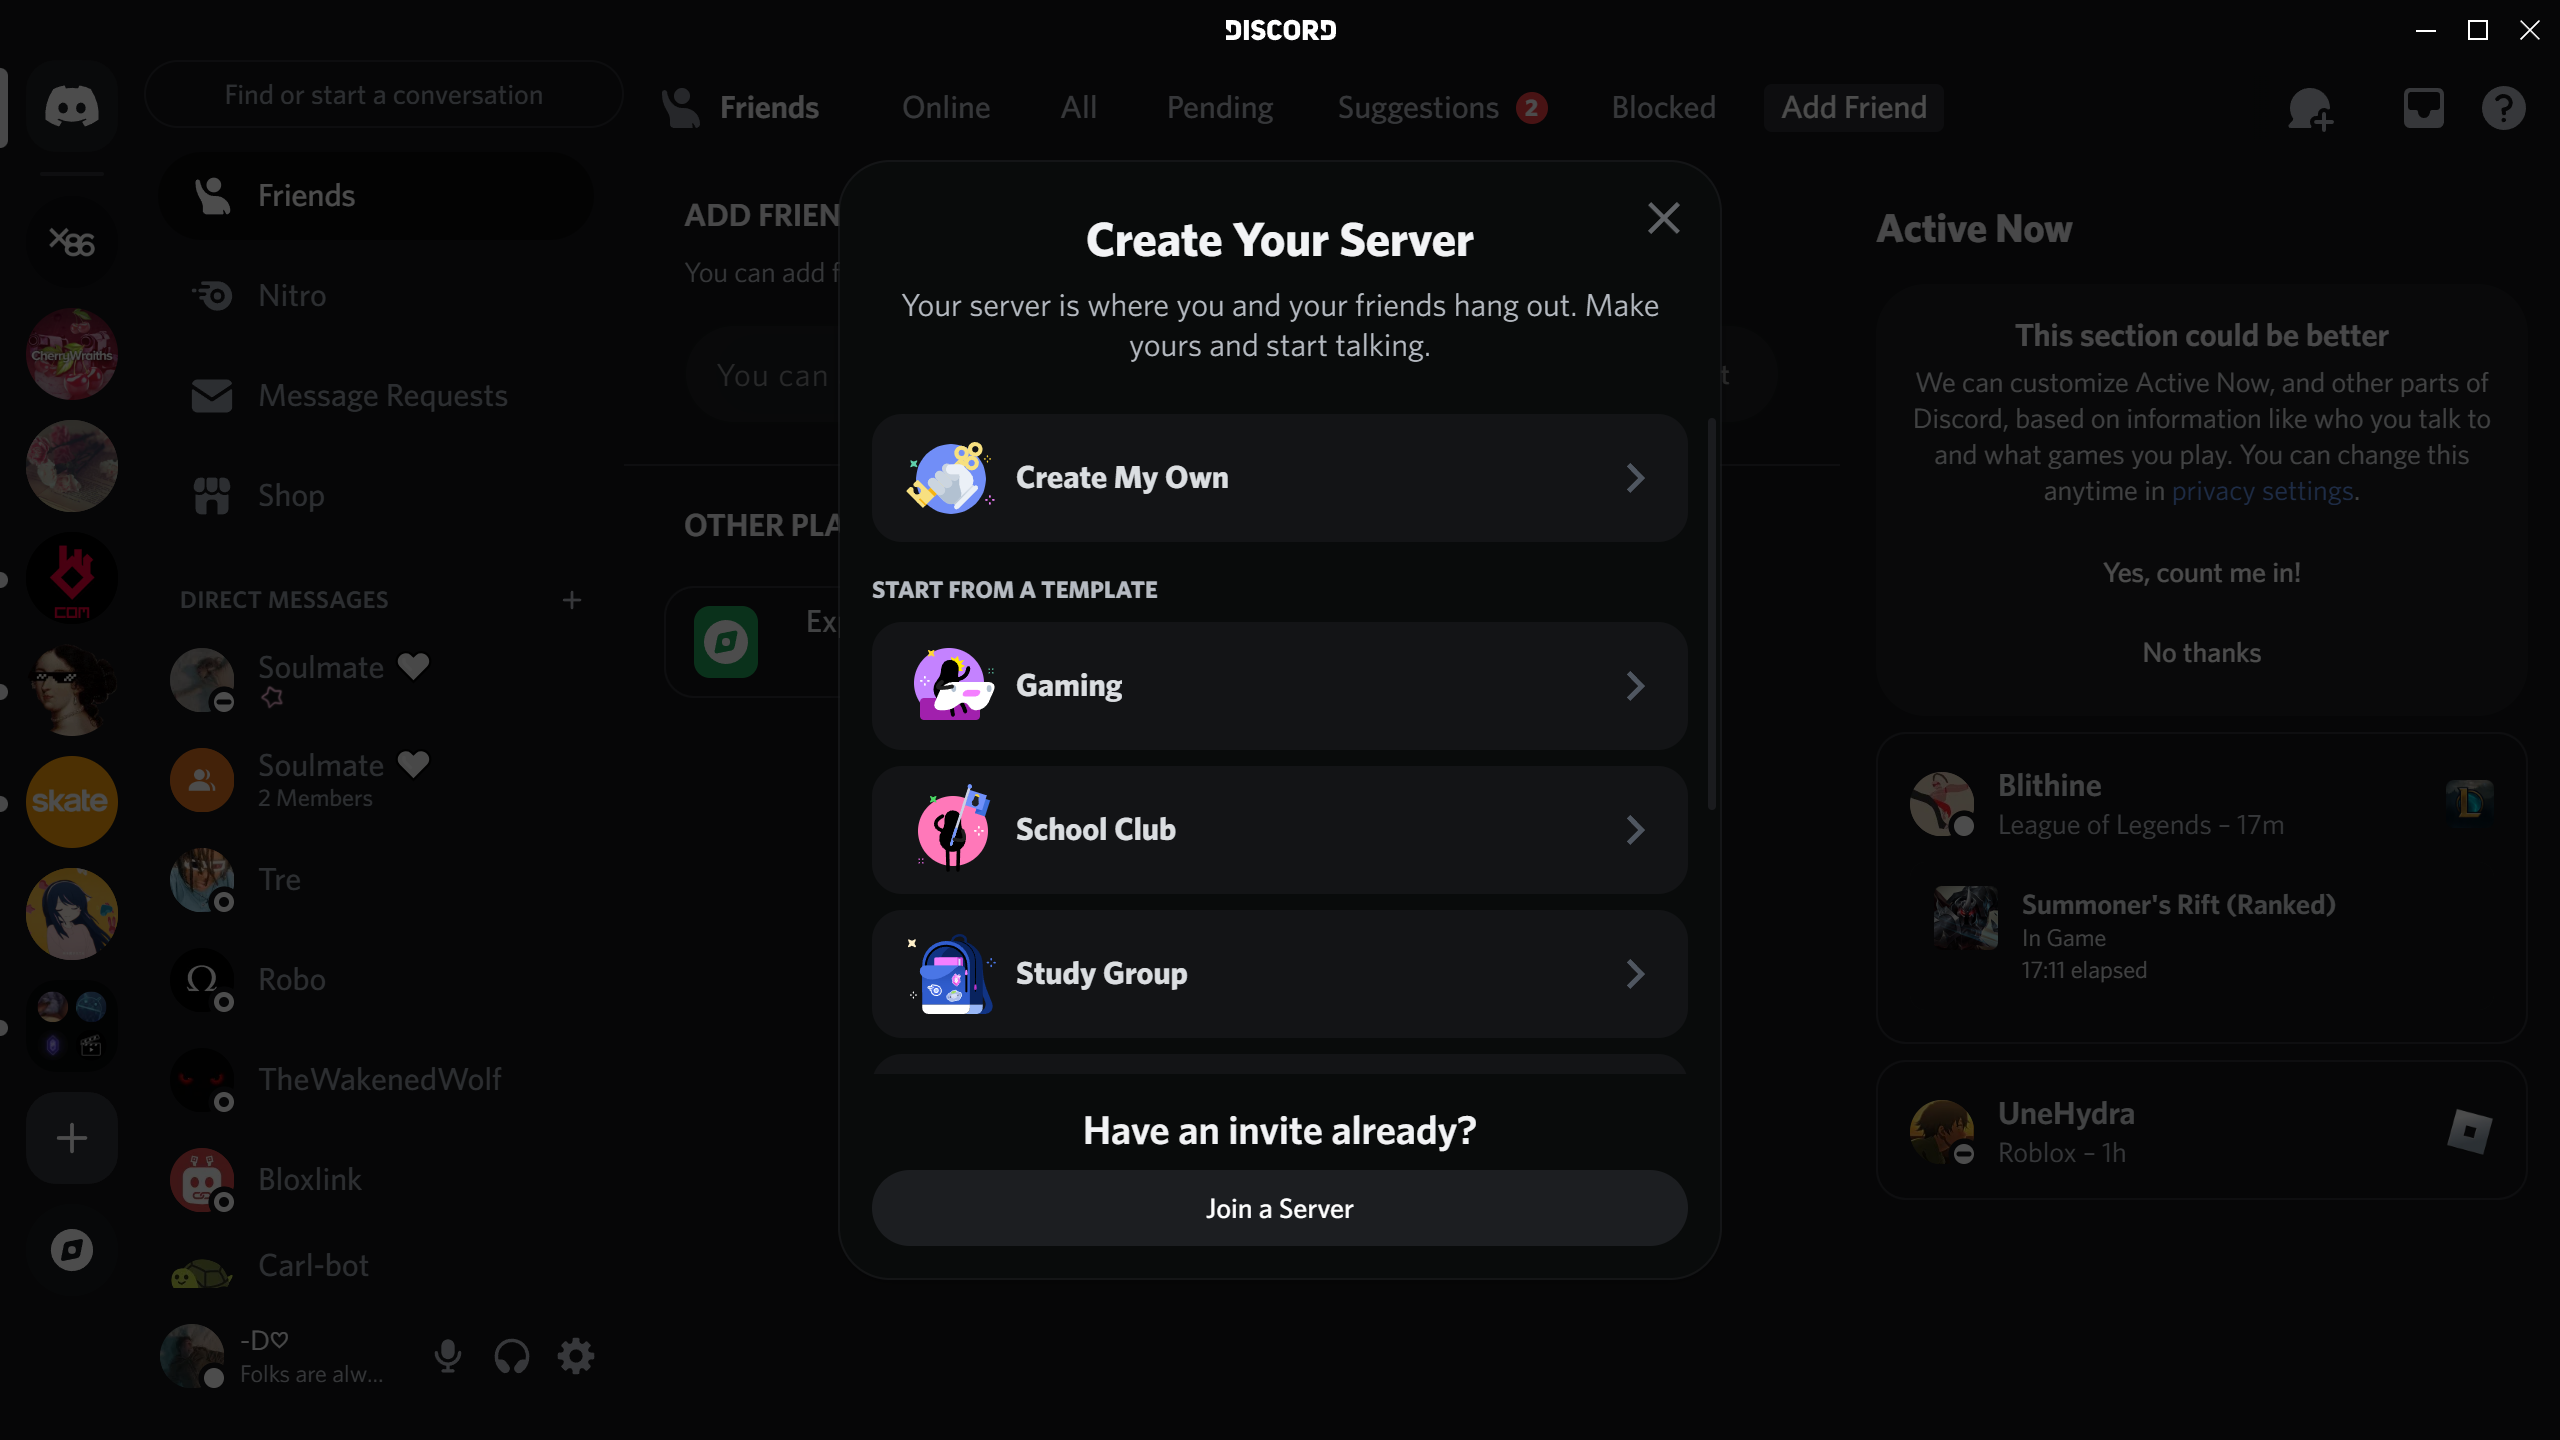 DISCORD
Find or start a conversation
Friends
Online
All
Pending
Suggestions
2
Blocked
Add Friend
X86
CherryWraiths
COM
skate
Friends
Nitro
Message Requests
Shop
DIRECT MESSAGES
Soulmate
Soulmate
2 Members
Tre
Robo
TheWakenedWolf
Bloxlink
Carl-bot
-D♡
Folks are alw...
ADD FRIEN
You can add f
You can
t
OTHER PLA
Ex
Create Your Server
Your server is where you and your friends hang out. Make
yours and start talking.
Create My Own
START FROM A TEMPLATE
Gaming
School Club
Study Group
Have an invite already?
Join a Server
Active Now
This section could be better
We can customize Active Now, and other parts of
Discord, based on information like who you talk to
and what games you play. You can change this
anytime in privacy settings.
Yes, count me in!
No thanks
Blithine
League of Legends – 17m
Summoner's Rift (Ranked)
In Game
17:11 elapsed
UneHydra
Roblox – 1h